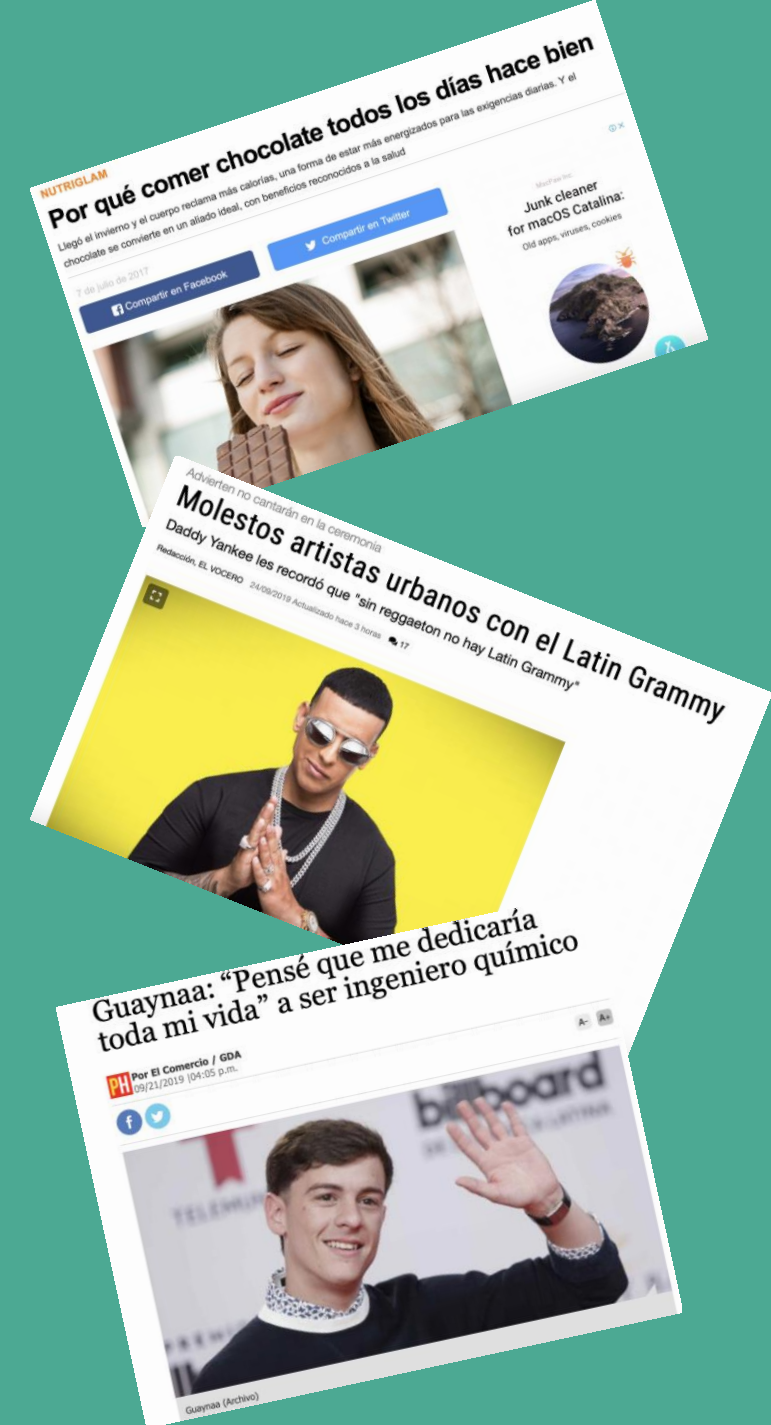 NUTRIGLAM
Por qué comer chocolate todos los días hace bien
Llegó el invierno y el cuerpo reclama más calorías, una forma de estar más energizados para las exigencias diarias. Y el
chocolate se convierte en un aliado ideal, con beneficios reconocidos a la salud
7 de julio de 2017
Compartir en Facebook
Compartir en Twitter
MacPaw Inc.
Junk cleaner
for macOS Catalina:
Old apps, viruses, cookies
Advierten no cantarán en la ceremonia
Molestos artistas urbanos con el Latin Grammy
Daddy Yankee les recordó que "sin reggaeton no hay Latin Grammy"
Redacción, EL VOCERO 24/09/2019 Actualizado hace 3 horas 17
Guaynaa: “Pensé que me dedicaría
toda mi vida” a ser ingeniero químico
A- A+
PH Por El Comercio / GDA
09/21/2019 |04:05 p.m.
billboard
TELEMU
Guaynaa (Archivo)